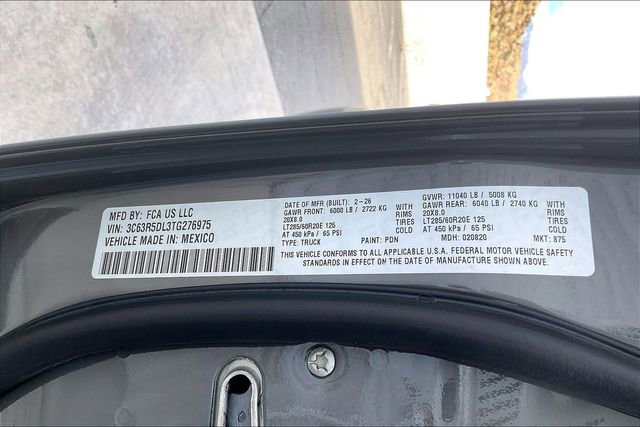 MFD BY: FCA US LLC
VIN: 3C63R5DL3TG276975
VEHICLE MADE IN: MEXICO
DATE OF MFR (BUILT): 2-26
GAWR FRONT: 6000 LB / 2722 KG WITH
20X8.0 RIMS
LT285/60R20E 125 TIRES
AT 450 kPa / 65 PSI COLD
TYPE: TRUCK PAINT: PDN
GVWR: 11040 LB / 5008 KG
GAWR REAR: 6040 LB / 2740 KG WITH
20X8.0 RIMS
LT285/60R20E 125 TIRES
AT 450 kPa / 65 PSI COLD
MDH: 020820 MKT: 875
THIS VEHICLE CONFORMS TO ALL APPLICABLE U.S.A. FEDERAL MOTOR VEHICLE SAFETY
STANDARDS IN EFFECT ON THE DATE OF MANUFACTURE SHOWN ABOVE.